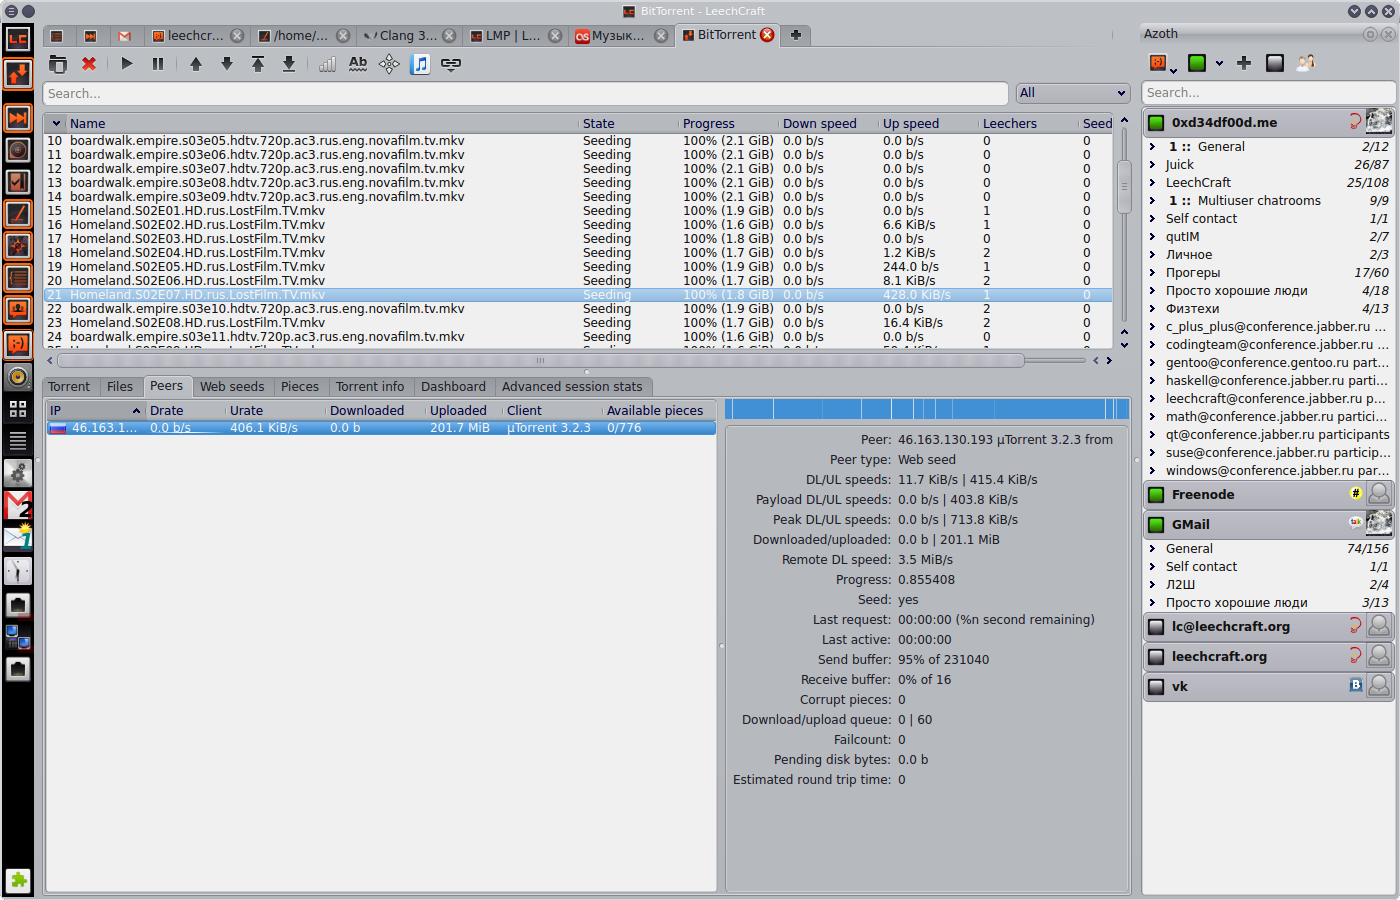 BitTorrent - LeechCraft
leechcr...
/home/...
Clang 3...
LMP | L...
Музык...
BitTorrent
Search...
All
Name State Progress Down speed Up speed Leechers Seed
10 boardwalk.empire.s03e05.hdtv.720p.ac3.rus.eng.novafilm.tv.mkv Seeding 100% (2.1 GiB) 0.0 b/s 0.0 b/s 0 0
11 boardwalk.empire.s03e06.hdtv.720p.ac3.rus.eng.novafilm.tv.mkv Seeding 100% (2.1 GiB) 0.0 b/s 0.0 b/s 0 0
12 boardwalk.empire.s03e07.hdtv.720p.ac3.rus.eng.novafilm.tv.mkv Seeding 100% (2.1 GiB) 0.0 b/s 0.0 b/s 0 0
13 boardwalk.empire.s03e08.hdtv.720p.ac3.rus.eng.novafilm.tv.mkv Seeding 100% (2.1 GiB) 0.0 b/s 0.0 b/s 0 0
14 boardwalk.empire.s03e09.hdtv.720p.ac3.rus.eng.novafilm.tv.mkv Seeding 100% (2.1 GiB) 0.0 b/s 0.0 b/s 0 0
15 Homeland.S02E01.HD.rus.LostFilm.TV.mkv Seeding 100% (1.9 GiB) 0.0 b/s 0.0 b/s 1 0
16 Homeland.S02E02.HD.rus.LostFilm.TV.mkv Seeding 100% (1.6 GiB) 0.0 b/s 6.6 KiB/s 1 0
17 Homeland.S02E03.HD.rus.LostFilm.TV.mkv Seeding 100% (1.8 GiB) 0.0 b/s 0.0 b/s 0 0
18 Homeland.S02E04.HD.rus.LostFilm.TV.mkv Seeding 100% (1.7 GiB) 0.0 b/s 1.2 KiB/s 2 0
19 Homeland.S02E05.HD.rus.LostFilm.TV.mkv Seeding 100% (1.9 GiB) 0.0 b/s 244.0 b/s 1 0
20 Homeland.S02E06.HD.rus.LostFilm.TV.mkv Seeding 100% (1.7 GiB) 0.0 b/s 8.1 KiB/s 2 0
21 Homeland.S02E07.HD.rus.LostFilm.TV.mkv Seeding 100% (1.8 GiB) 0.0 b/s 428.0 KiB/s 1 0
22 boardwalk.empire.s03e10.hdtv.720p.ac3.rus.eng.novafilm.tv.mkv Seeding 100% (1.9 GiB) 0.0 b/s 0.0 b/s 2 0
23 Homeland.S02E08.HD.rus.LostFilm.TV.mkv Seeding 100% (1.7 GiB) 0.0 b/s 16.4 KiB/s 2 0
24 boardwalk.empire.s03e11.hdtv.720p.ac3.rus.eng.novafilm.tv.mkv Seeding 100% (1.6 GiB) 0.0 b/s 0.0 b/s 0 0
Torrent Files Peers Web seeds Pieces Torrent info Dashboard Advanced session stats
IP Drate Urate Downloaded Uploaded Client Available pieces
46.163.1... 0.0 b/s 406.1 KiB/s 0.0 b 201.7 MiB µTorrent 3.2.3 0/776
Peer: 46.163.130.193 µTorrent 3.2.3 from
Peer type: Web seed
DL/UL speeds: 11.7 KiB/s | 415.4 KiB/s
Payload DL/UL speeds: 0.0 b/s | 403.8 KiB/s
Peak DL/UL speeds: 0.0 b/s | 713.8 KiB/s
Downloaded/uploaded: 0.0 b | 201.1 MiB
Remote DL speed: 3.5 MiB/s
Progress: 0.855408
Seed: yes
Last request: 00:00:00 (%n second remaining)
Last active: 00:00:00
Send buffer: 95% of 231040
Receive buffer: 0% of 16
Corrupt pieces: 0
Download/upload queue: 0 | 60
Failcount: 0
Pending disk bytes: 0.0 b
Estimated round trip time: 0
Azoth
Search...
0xd34df00d.me
1 :: General 2/12
Juick 26/87
LeechCraft 25/108
1 :: Multiuser chatrooms 9/9
Self contact 1/1
qutIM 2/7
Личное 2/3
Прогеры 17/60
Просто хорошие люди 4/18
Физтехи 4/13
c_plus_plus@conference.jabber.ru ...
codingteam@conference.jabber.ru ...
gentoo@conference.gentoo.ru part...
haskell@conference.jabber.ru parti...
leechcraft@conference.jabber.ru p...
math@conference.jabber.ru partici...
qt@conference.jabber.ru participants
suse@conference.jabber.ru particip...
windows@conference.jabber.ru par...
Freenode #
GMail talk
General 74/156
Self contact 1/1
Л2Ш 2/4
Просто хорошие люди 3/13
lc@leechcraft.org
leechcraft.org
vk B